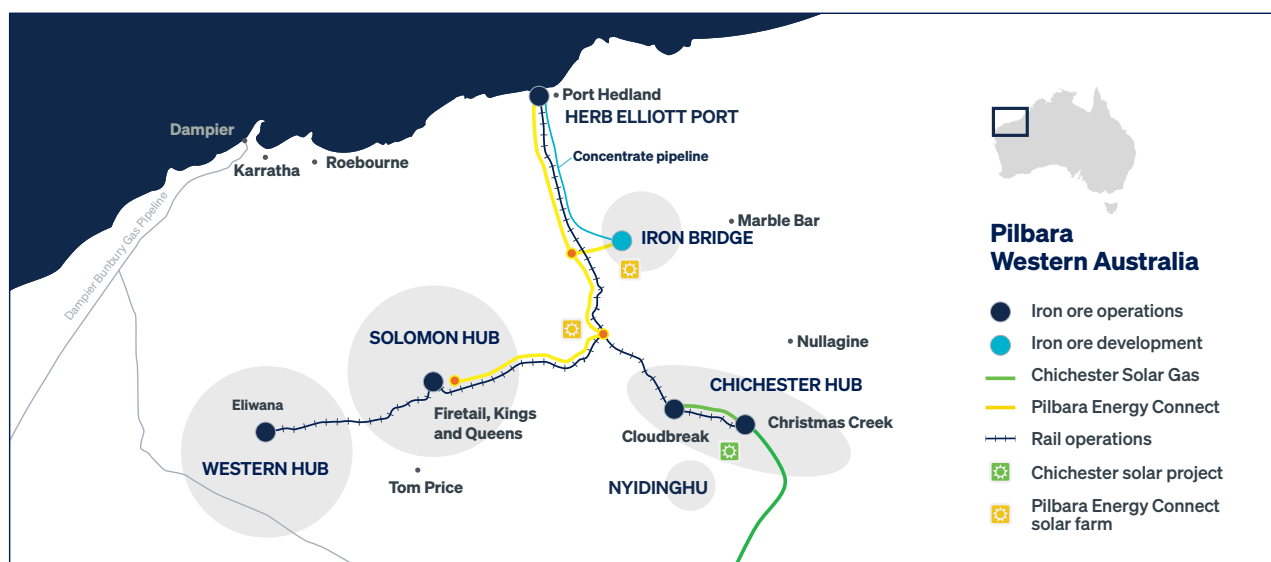 Port Hedland
HERB ELLIOTT PORT
Dampier
Karratha
Roebourne
Concentrate pipeline
Dampier Bunbury Gas Pipeline
Marble Bar
IRON BRIDGE
SOLOMON HUB
Nullagine
CHICHESTER HUB
Eliwana
Firetail, Kings
and Queens
Cloudbreak
Christmas Creek
WESTERN HUB
Tom Price
NYIDINGHU
Pilbara
Western Australia
Iron ore operations
Iron ore development
Chichester Solar Gas
Pilbara Energy Connect
Rail operations
Chichester solar project
Pilbara Energy Connect
solar farm